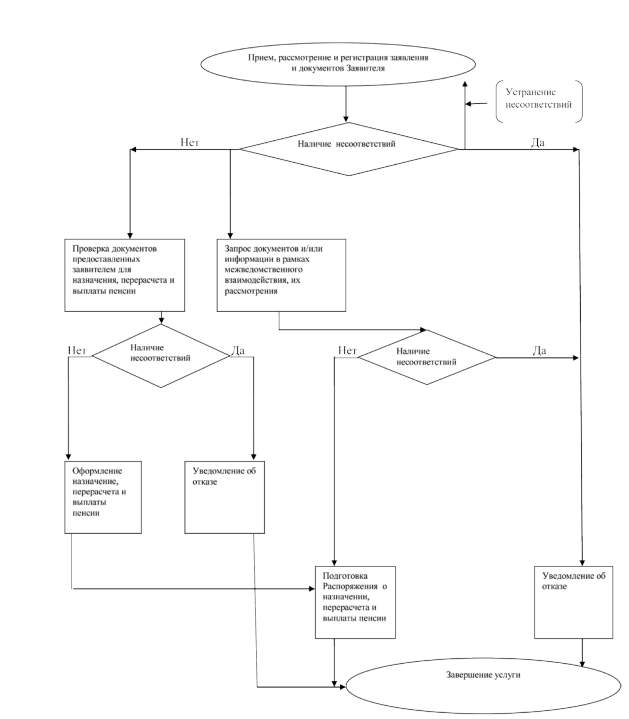 Прием, рассмотрение и регистрация заявления
и документов Заявителя
Устранение
несоответствий
Нет
Наличие несоответствий
Да
Проверка документов
предоставленных
заявителем для
назначения, перерасчета и
выплаты пенсии
Запрос документов и/или
информации в рамках
межведомственного
взаимодействия, их
рассмотрения
Нет
Наличие
несоответствий
Да
Нет
Наличие
несоответствий
Да
Оформление
назначение,
перерасчета и
выплаты
пенсии
Уведомление об
отказе
Подготовка
Распоряжения о
назначении,
перерасчета и
выплаты пенсии
Уведомление об
отказе
Завершение услуги